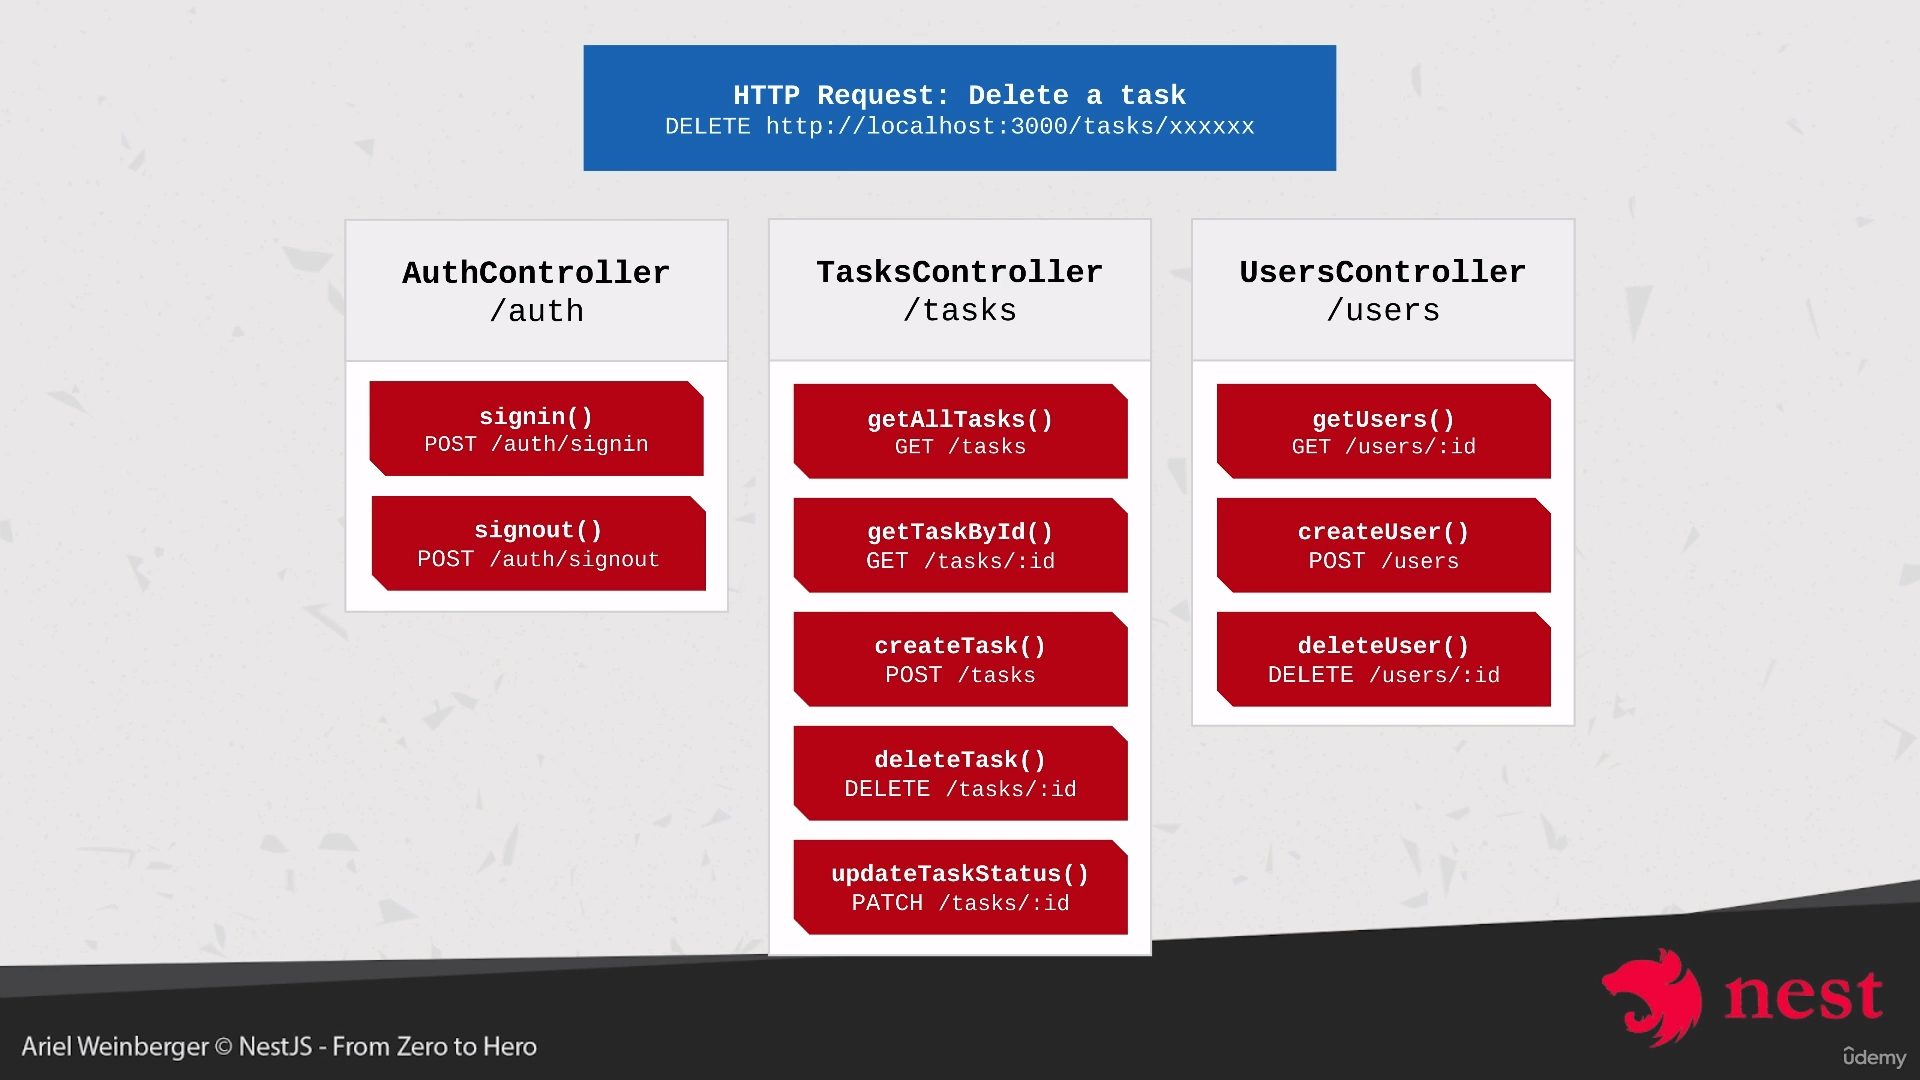 HTTP Request: Delete a task
DELETE http://localhost:3000/tasks/xxxxxx
AuthController
/auth
signin()
POST /auth/signin
signout()
POST /auth/signout
TasksController
/tasks
getAllTasks()
GET /tasks
getTaskById()
GET /tasks/:id
createTask()
POST /tasks
deleteTask()
DELETE /tasks/:id
updateTaskStatus()
PATCH /tasks/:id
UsersController
/users
getUsers()
GET /users/:id
createUser()
POST /users
deleteUser()
DELETE /users/:id
nest
Ariel Weinberger © NestJS - From Zero to Hero
ûdemy